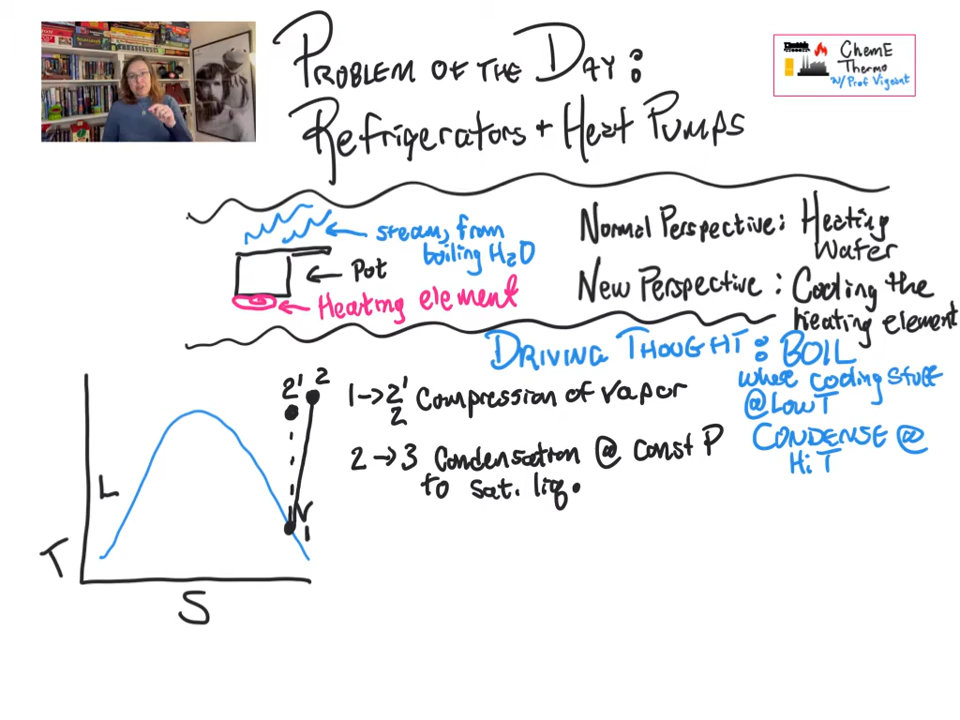 PROBLEM OF THE DAY:
Refrigerators + Heat Pumps
ChemE
Thermo
w/Prof Vigeant
steam, from
boiling H2O
Pot
Heating element
Normal Perspective: Heating
Water
New Perspective: Cooling the
heating element
DRIVING THOUGHT: BOIL
where cooling stuff
@ Low T
CONDENSE @
Hi T
1→2' Compression of vapor
2
2→3 Condensation @ const P
to sat. liq.
2' 2
L
V
1
T
S